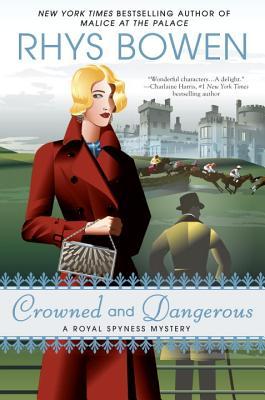 NEW YORK TIMES BESTSELLING AUTHOR OF
MALICE AT THE PALACE
RHYS BOWEN
"Wonderful characters...A delight."
—Charlaine Harris, #1 New York Times
bestselling author
Crowned and Dangerous
A ROYAL SPYNESS MYSTERY